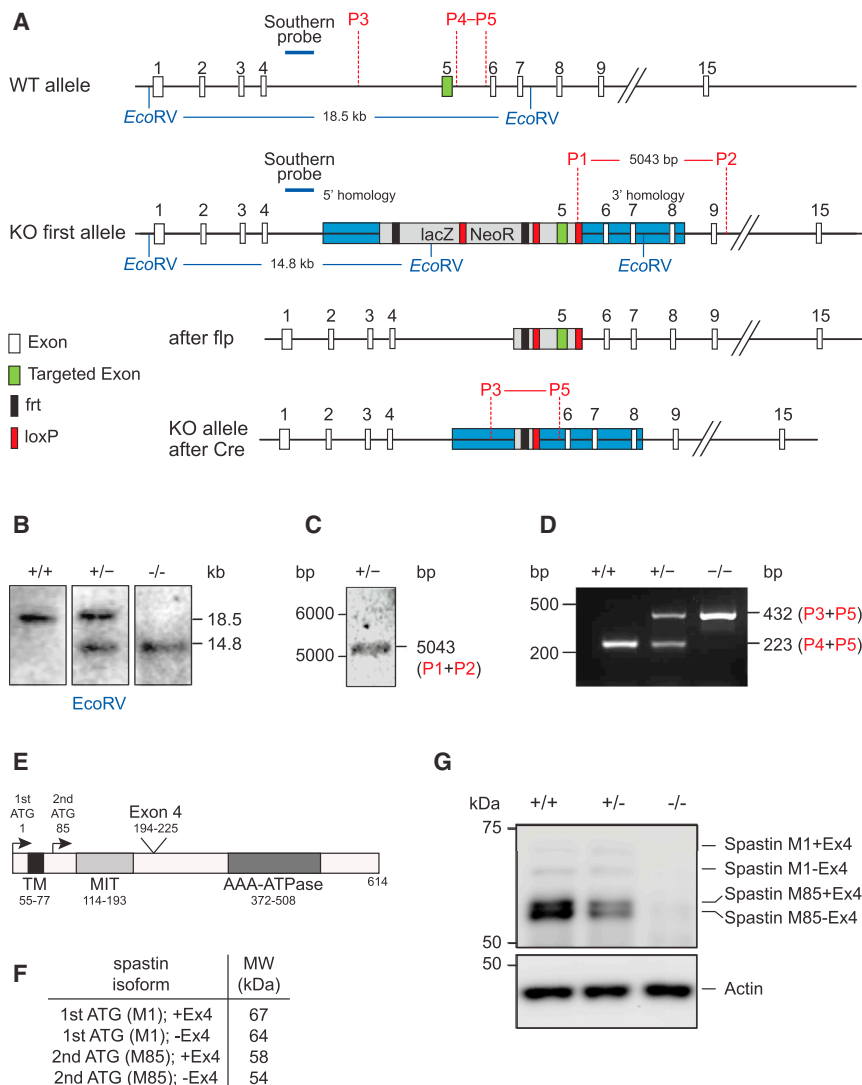 A
Southern
probe
P3
P4–P5
1 2 3 4 5 6 7 8 9 15
WT allele
EcoRV 18.5 kb EcoRV
Southern
probe
P1 5043 bp P2
5' homology 3' homology
1 2 3 4 5 6 7 8 9 15
KO first allele
lacZ NeoR
EcoRV 14.8 kb EcoRV EcoRV
1 2 3 4 5 6 7 8 9 15
after flp
Exon
Targeted Exon
frt
loxP
P3 P5
1 2 3 4 6 7 8 9 15
KO allele
after Cre
B
+/+ +/− -/- kb
18.5
14.8
EcoRV
C
+/−
bp bp
6000
5000
5043
(P1+P2)
D
+/+ +/− −/−
bp bp
500
200
432 (P3+P5)
223 (P4+P5)
E
1st
ATG
1
2nd
ATG
85
Exon 4
194-225
TM
55-77
MIT
114-193
AAA-ATPase
372-508
614
F
spastin
isoform
MW
(kDa)
1st ATG (M1); +Ex4 67
1st ATG (M1); -Ex4 64
2nd ATG (M85); +Ex4 58
2nd ATG (M85); -Ex4 54
G
kDa +/+ +/- -/-
75
Spastin M1+Ex4
Spastin M1-Ex4
Spastin M85+Ex4
Spastin M85-Ex4
50
50
Actin